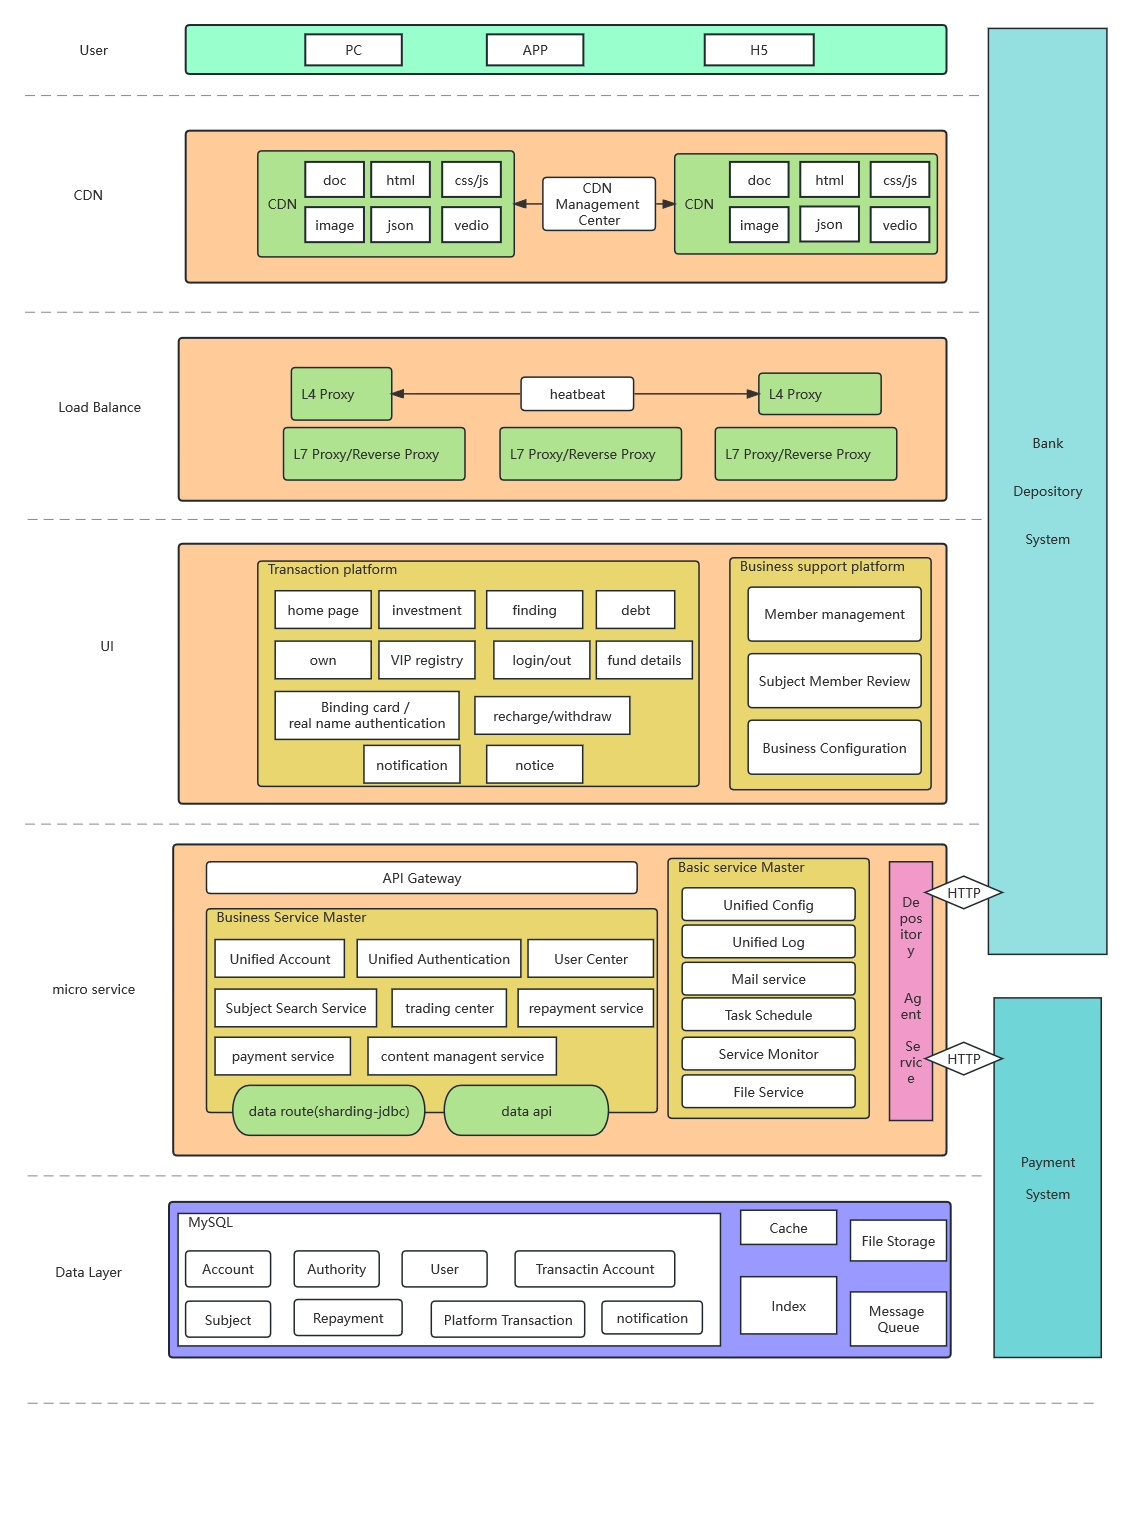 User
PC
APP
H5
CDN
CDN
doc
html
css/js
image
json
vedio
CDN
Management
Center
CDN
doc
html
css/js
image
json
vedio
Load Balance
L4 Proxy
heatbeat
L4 Proxy
L7 Proxy/Reverse Proxy
L7 Proxy/Reverse Proxy
L7 Proxy/Reverse Proxy
Bank
Depository
System
UI
Transaction platform
home page
investment
finding
debt
own
VIP registry
login/out
fund details
Binding card /
real name authentication
recharge/withdraw
notification
notice
Business support platform
Member management
Subject Member Review
Business Configuration
micro service
API Gateway
Business Service Master
Unified Account
Unified Authentication
User Center
Subject Search Service
trading center
repayment service
payment service
content managent service
data route(sharding-jdbc)
data api
Basic service Master
Unified Config
Unified Log
Mail service
Task Schedule
Service Monitor
File Service
De
pos
itor
y
Ag
ent
Se
rvic
e
HTTP
HTTP
Payment
System
Data Layer
MySQL
Account
Authority
User
Transactin Account
Subject
Repayment
Platform Transaction
notification
Cache
File Storage
Index
Message
Queue